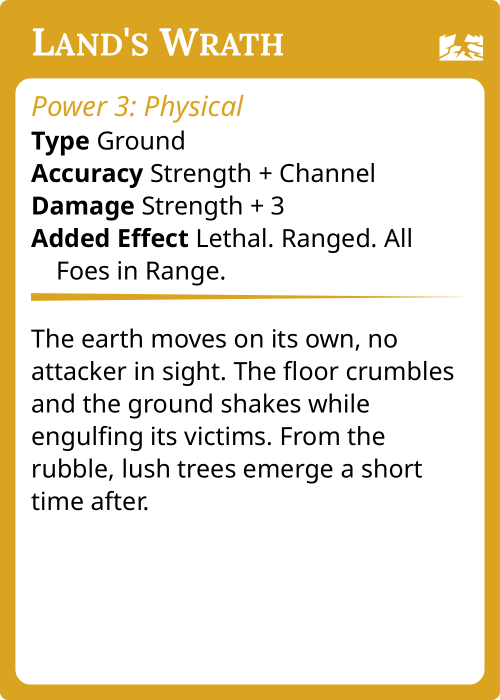 Land's Wrath
Power 3: Physical
Type Ground
Accuracy Strength + Channel
Damage Strength + 3
Added Effect Lethal. Ranged. All
Foes in Range.
The earth moves on its own, no
attacker in sight. The floor crumbles
and the ground shakes while
engulfing its victims. From the
rubble, lush trees emerge a short
time after.